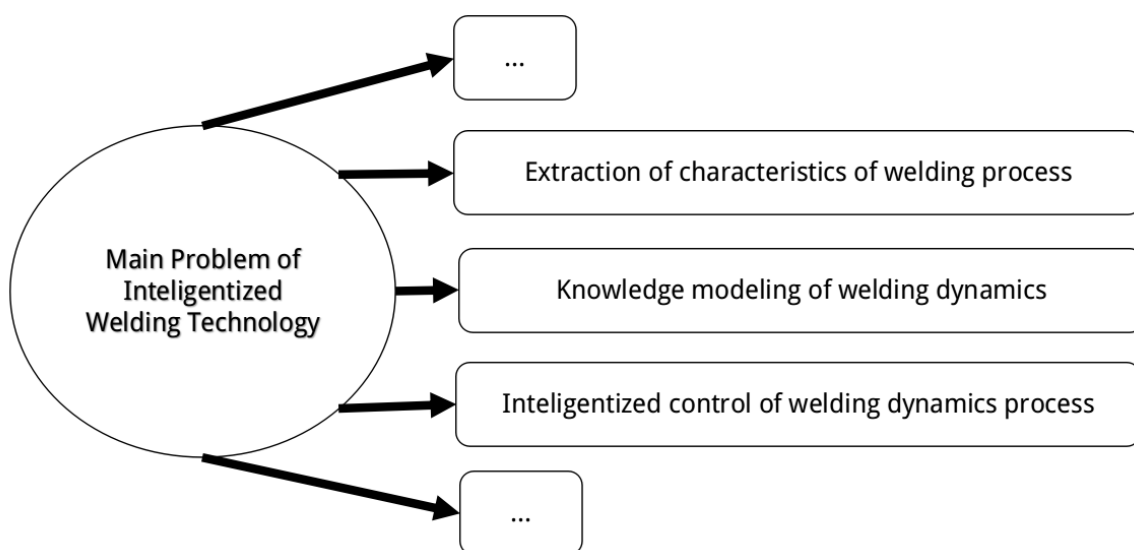 ...
Extraction of characteristics of welding process
Main Problem of
Inteligentized
Welding Technology
Knowledge modeling of welding dynamics
Inteligentized control of welding dynamics process
...